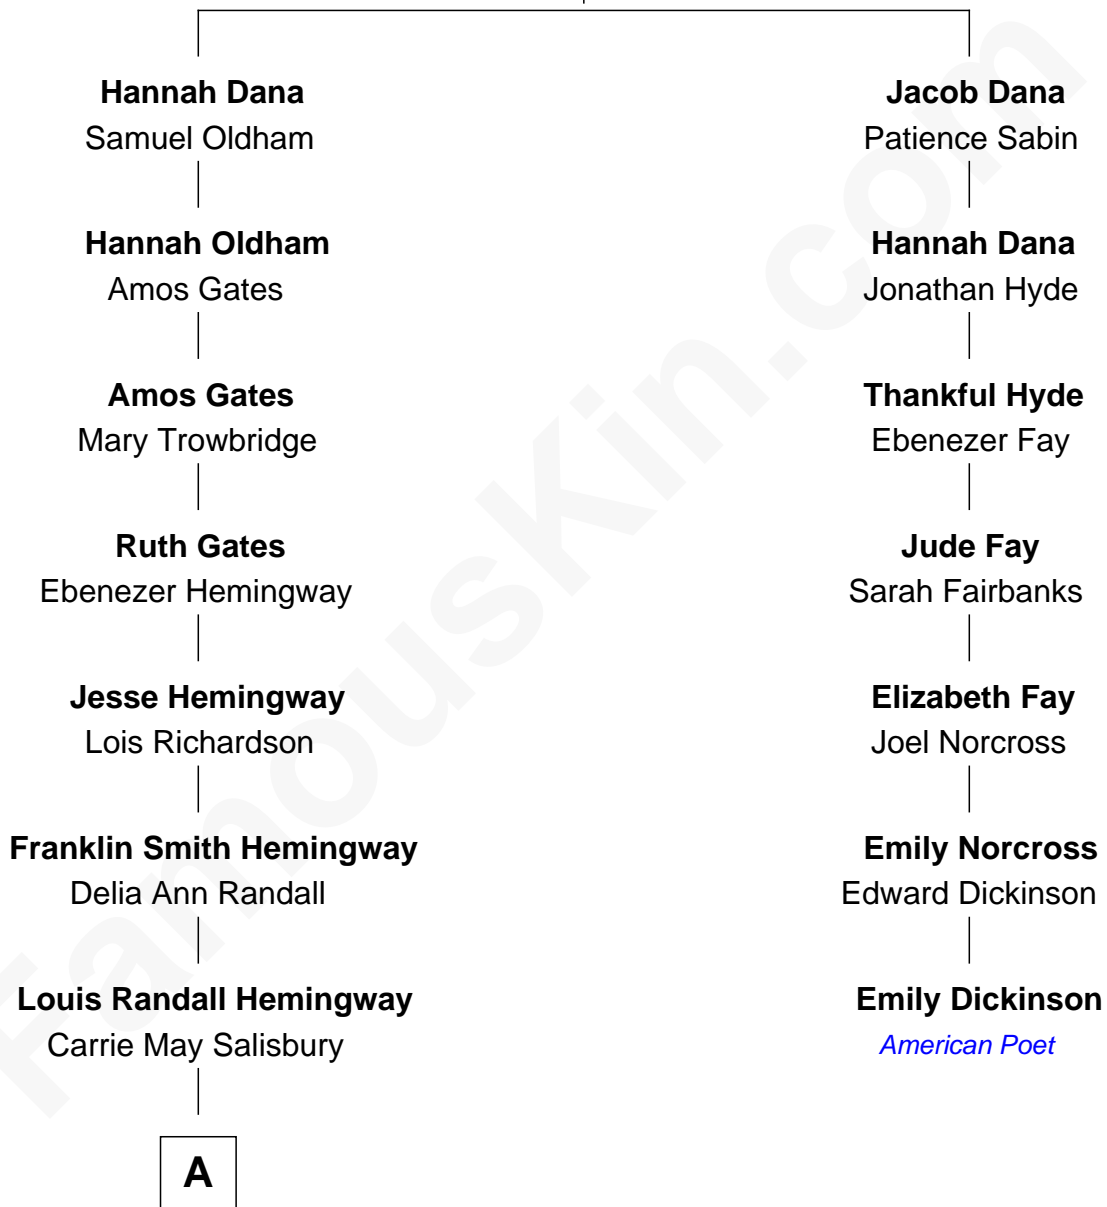 Hannah Dana
Samuel Oldham
Hannah Oldham
Amos Gates
Amos Gates
Mary Trowbridge
Ruth Gates
Ebenezer Hemingway
Jesse Hemingway
Lois Richardson
Franklin Smith Hemingway
Delia Ann Randall
Louis Randall Hemingway
Carrie May Salisbury
A
Jacob Dana
Patience Sabin
Hannah Dana
Jonathan Hyde
Thankful Hyde
Ebenezer Fay
Jude Fay
Sarah Fairbanks
Elizabeth Fay
Joel Norcross
Emily Norcross
Edward Dickinson
Emily Dickinson
American Poet
FamousKin.com